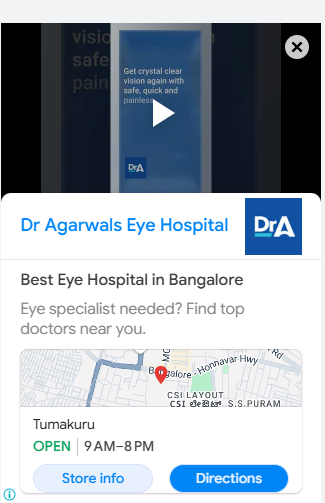 visio
safe
pain
Get crystal clear
vision again with
safe, quick and
painless
DrA
Dr Agarwals Eye Hospital
DrA
Best Eye Hospital in Bangalore
Eye specialist needed? Find top
doctors near you.
Honnavar Hwy
Rd
CSI LAYOUT
S.S.PURAM
Tumakuru
OPEN 9 AM–8 PM
Store info
Directions